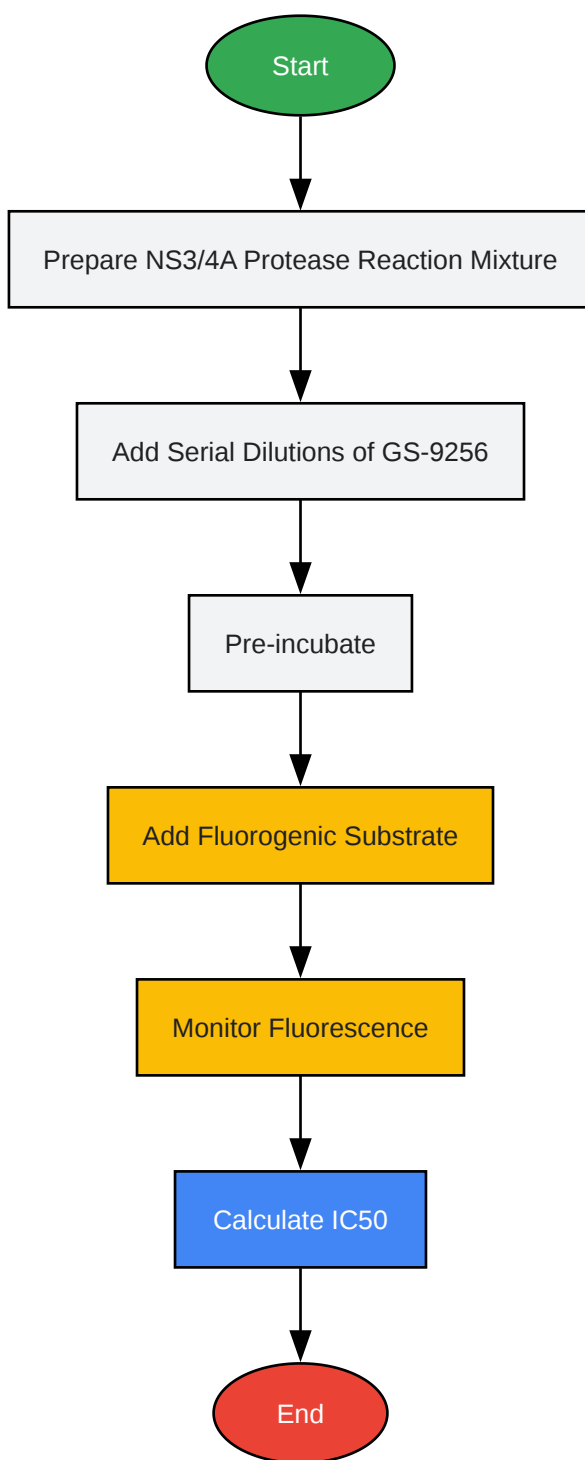 Start
Prepare NS3/4A Protease Reaction Mixture
Add Serial Dilutions of GS-9256
Pre-incubate
Add Fluorogenic Substrate
Monitor Fluorescence
Calculate IC50
End